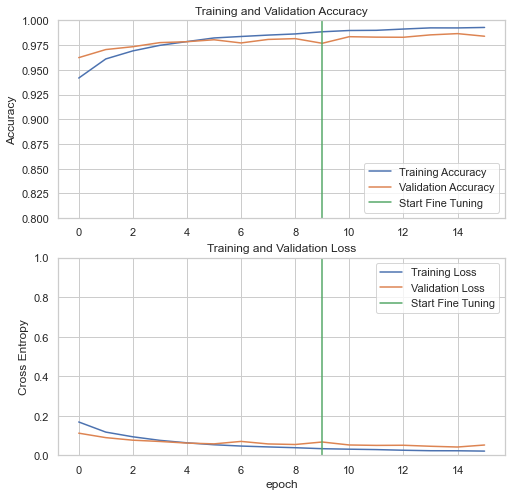 Training and Validation Accuracy
1.000
0.975
0.950
0.925
0.900
0.875
0.850
0.825
0.800
Accuracy
Training Accuracy
Validation Accuracy
Start Fine Tuning
0 2 4 6 8 10 12 14
Training and Validation Loss
1.0
0.8
0.6
0.4
0.2
0.0
Cross Entropy
Training Loss
Validation Loss
Start Fine Tuning
0 2 4 6 8 10 12 14
epoch